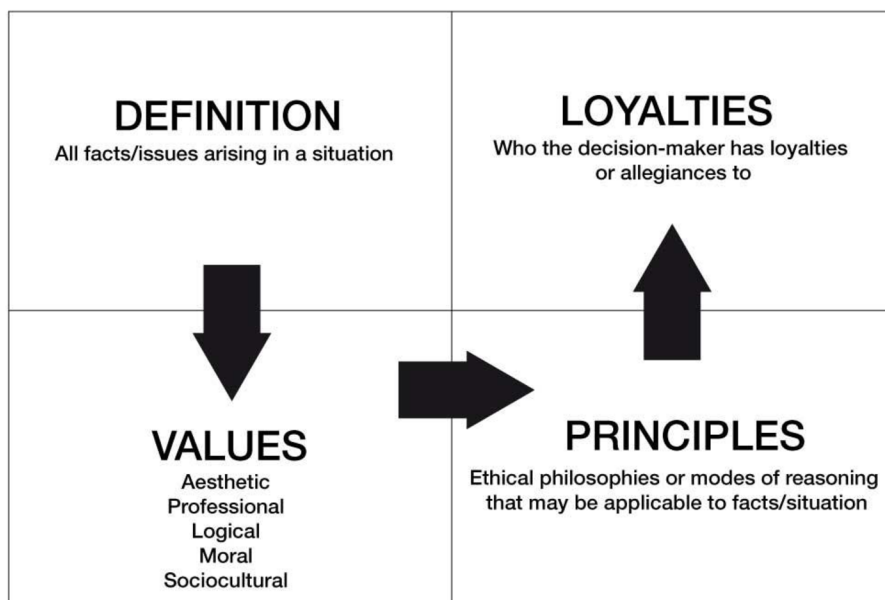 DEFINITION
All facts/issues arising in a situation
VALUES
Aesthetic
Professional
Logical
Moral
Sociocultural
PRINCIPLES
Ethical philosophies or modes of reasoning
that may be applicable to facts/situation
LOYALTIES
Who the decision-maker has loyalties
or allegiances to